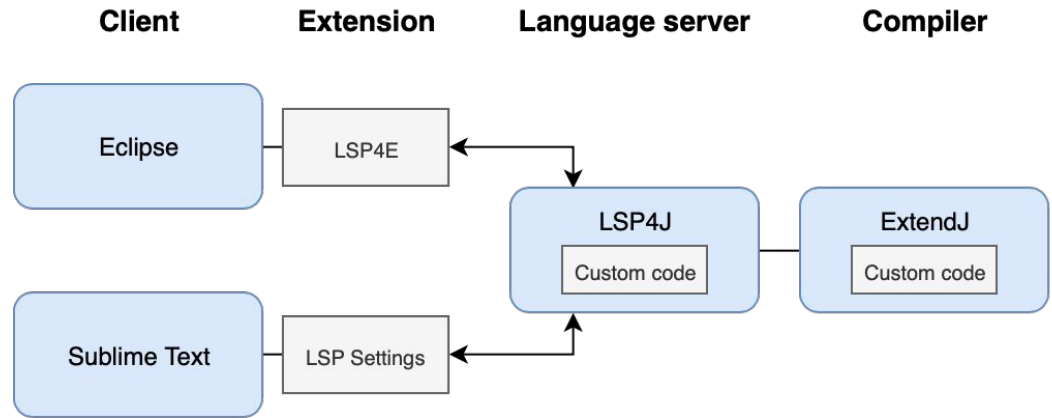 Client
Extension
Language server
Compiler
Eclipse
LSP4E
LSP4J
Custom code
ExtendJ
Custom code
Sublime Text
LSP Settings